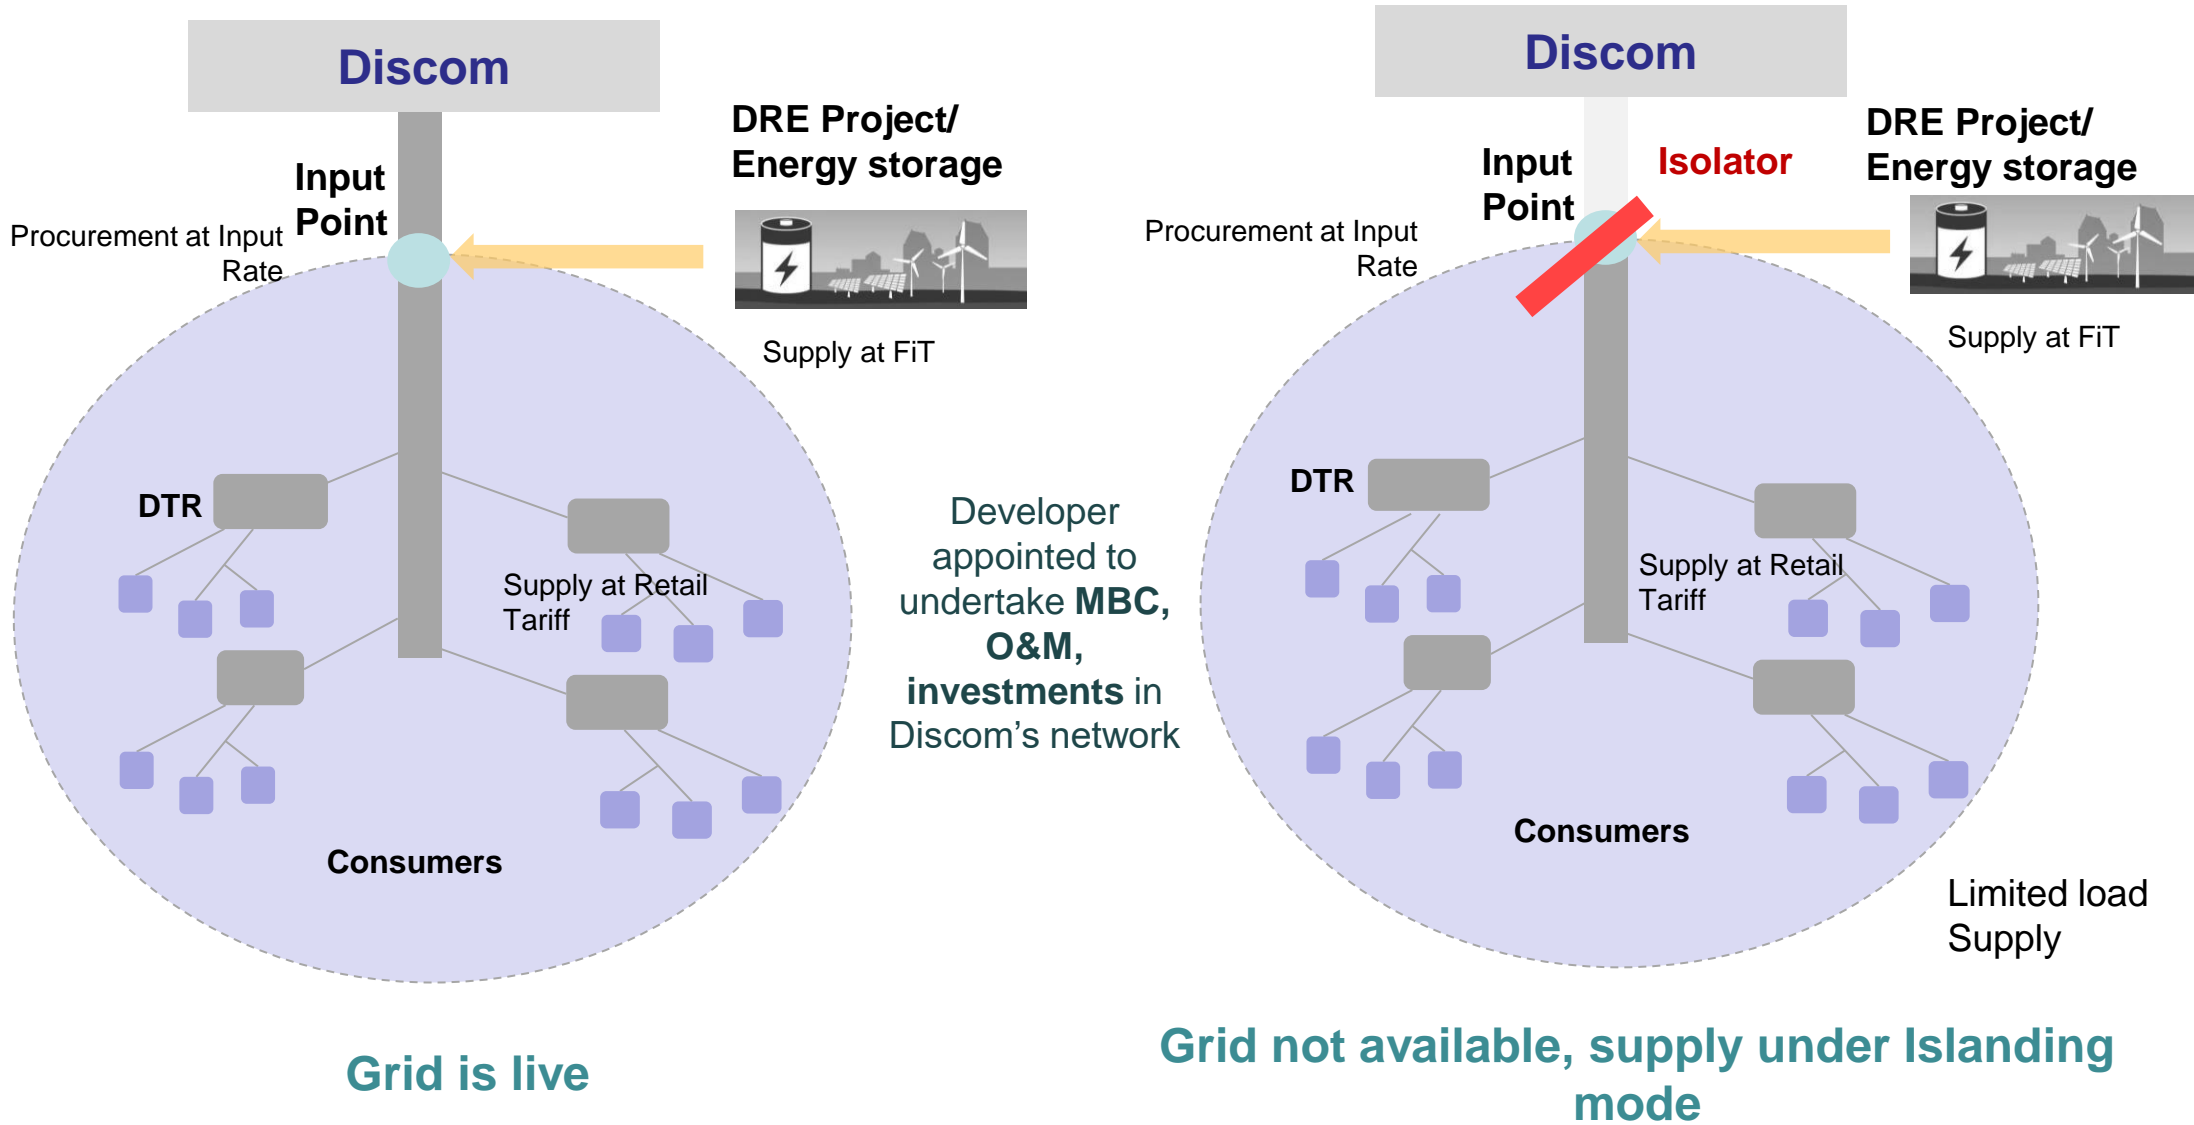 Discom
DRE Project/
Energy storage
Input
Point
Procurement at Input
Rate
Supply at FiT
DTR
Supply at Retail
Tariff
Consumers
Grid is live
Developer
appointed to
undertake MBC,
O&M,
investments in
Discom’s network
Discom
DRE Project/
Energy storage
Input
Point
Isolator
Procurement at Input
Rate
Supply at FiT
DTR
Supply at Retail
Tariff
Consumers
Limited load
Supply
Grid not available, supply under Islanding
mode